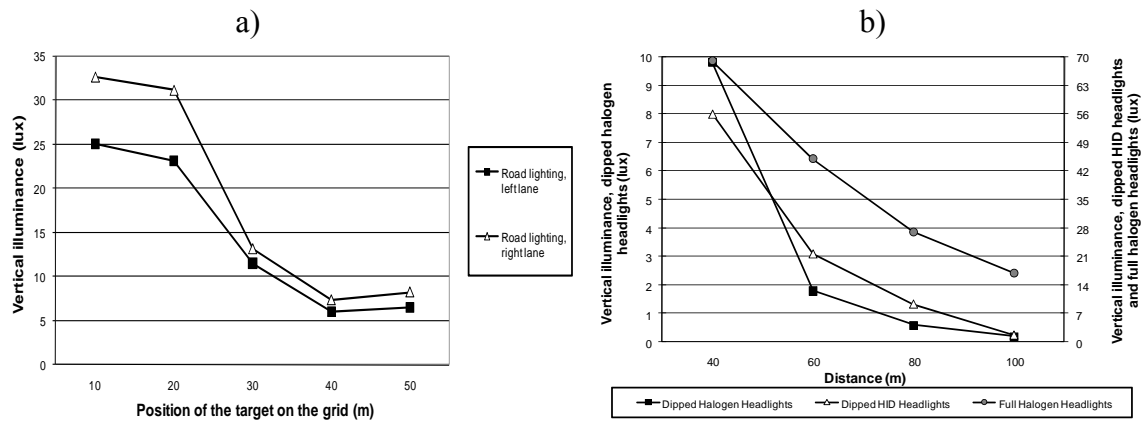 a)
Vertical illuminance (lux)
35
30
25
20
15
10
5
0
10 20 30 40 50
Position of the target on the grid (m)
Road lighting,
left lane
Road lighting,
right lane
b)
Vertical illuminance, dipped halogen
headlights (lux)
10
9
8
7
6
5
4
3
2
1
0
70
63
56
49
42
35
28
21
14
7
0
Vertical illuminance, dipped HID headlights
and full halogen headlights (lux)
40 60 80 100
Distance (m)
Dipped Halogen Headlights Dipped HID Headlights Full Halogen Headlights